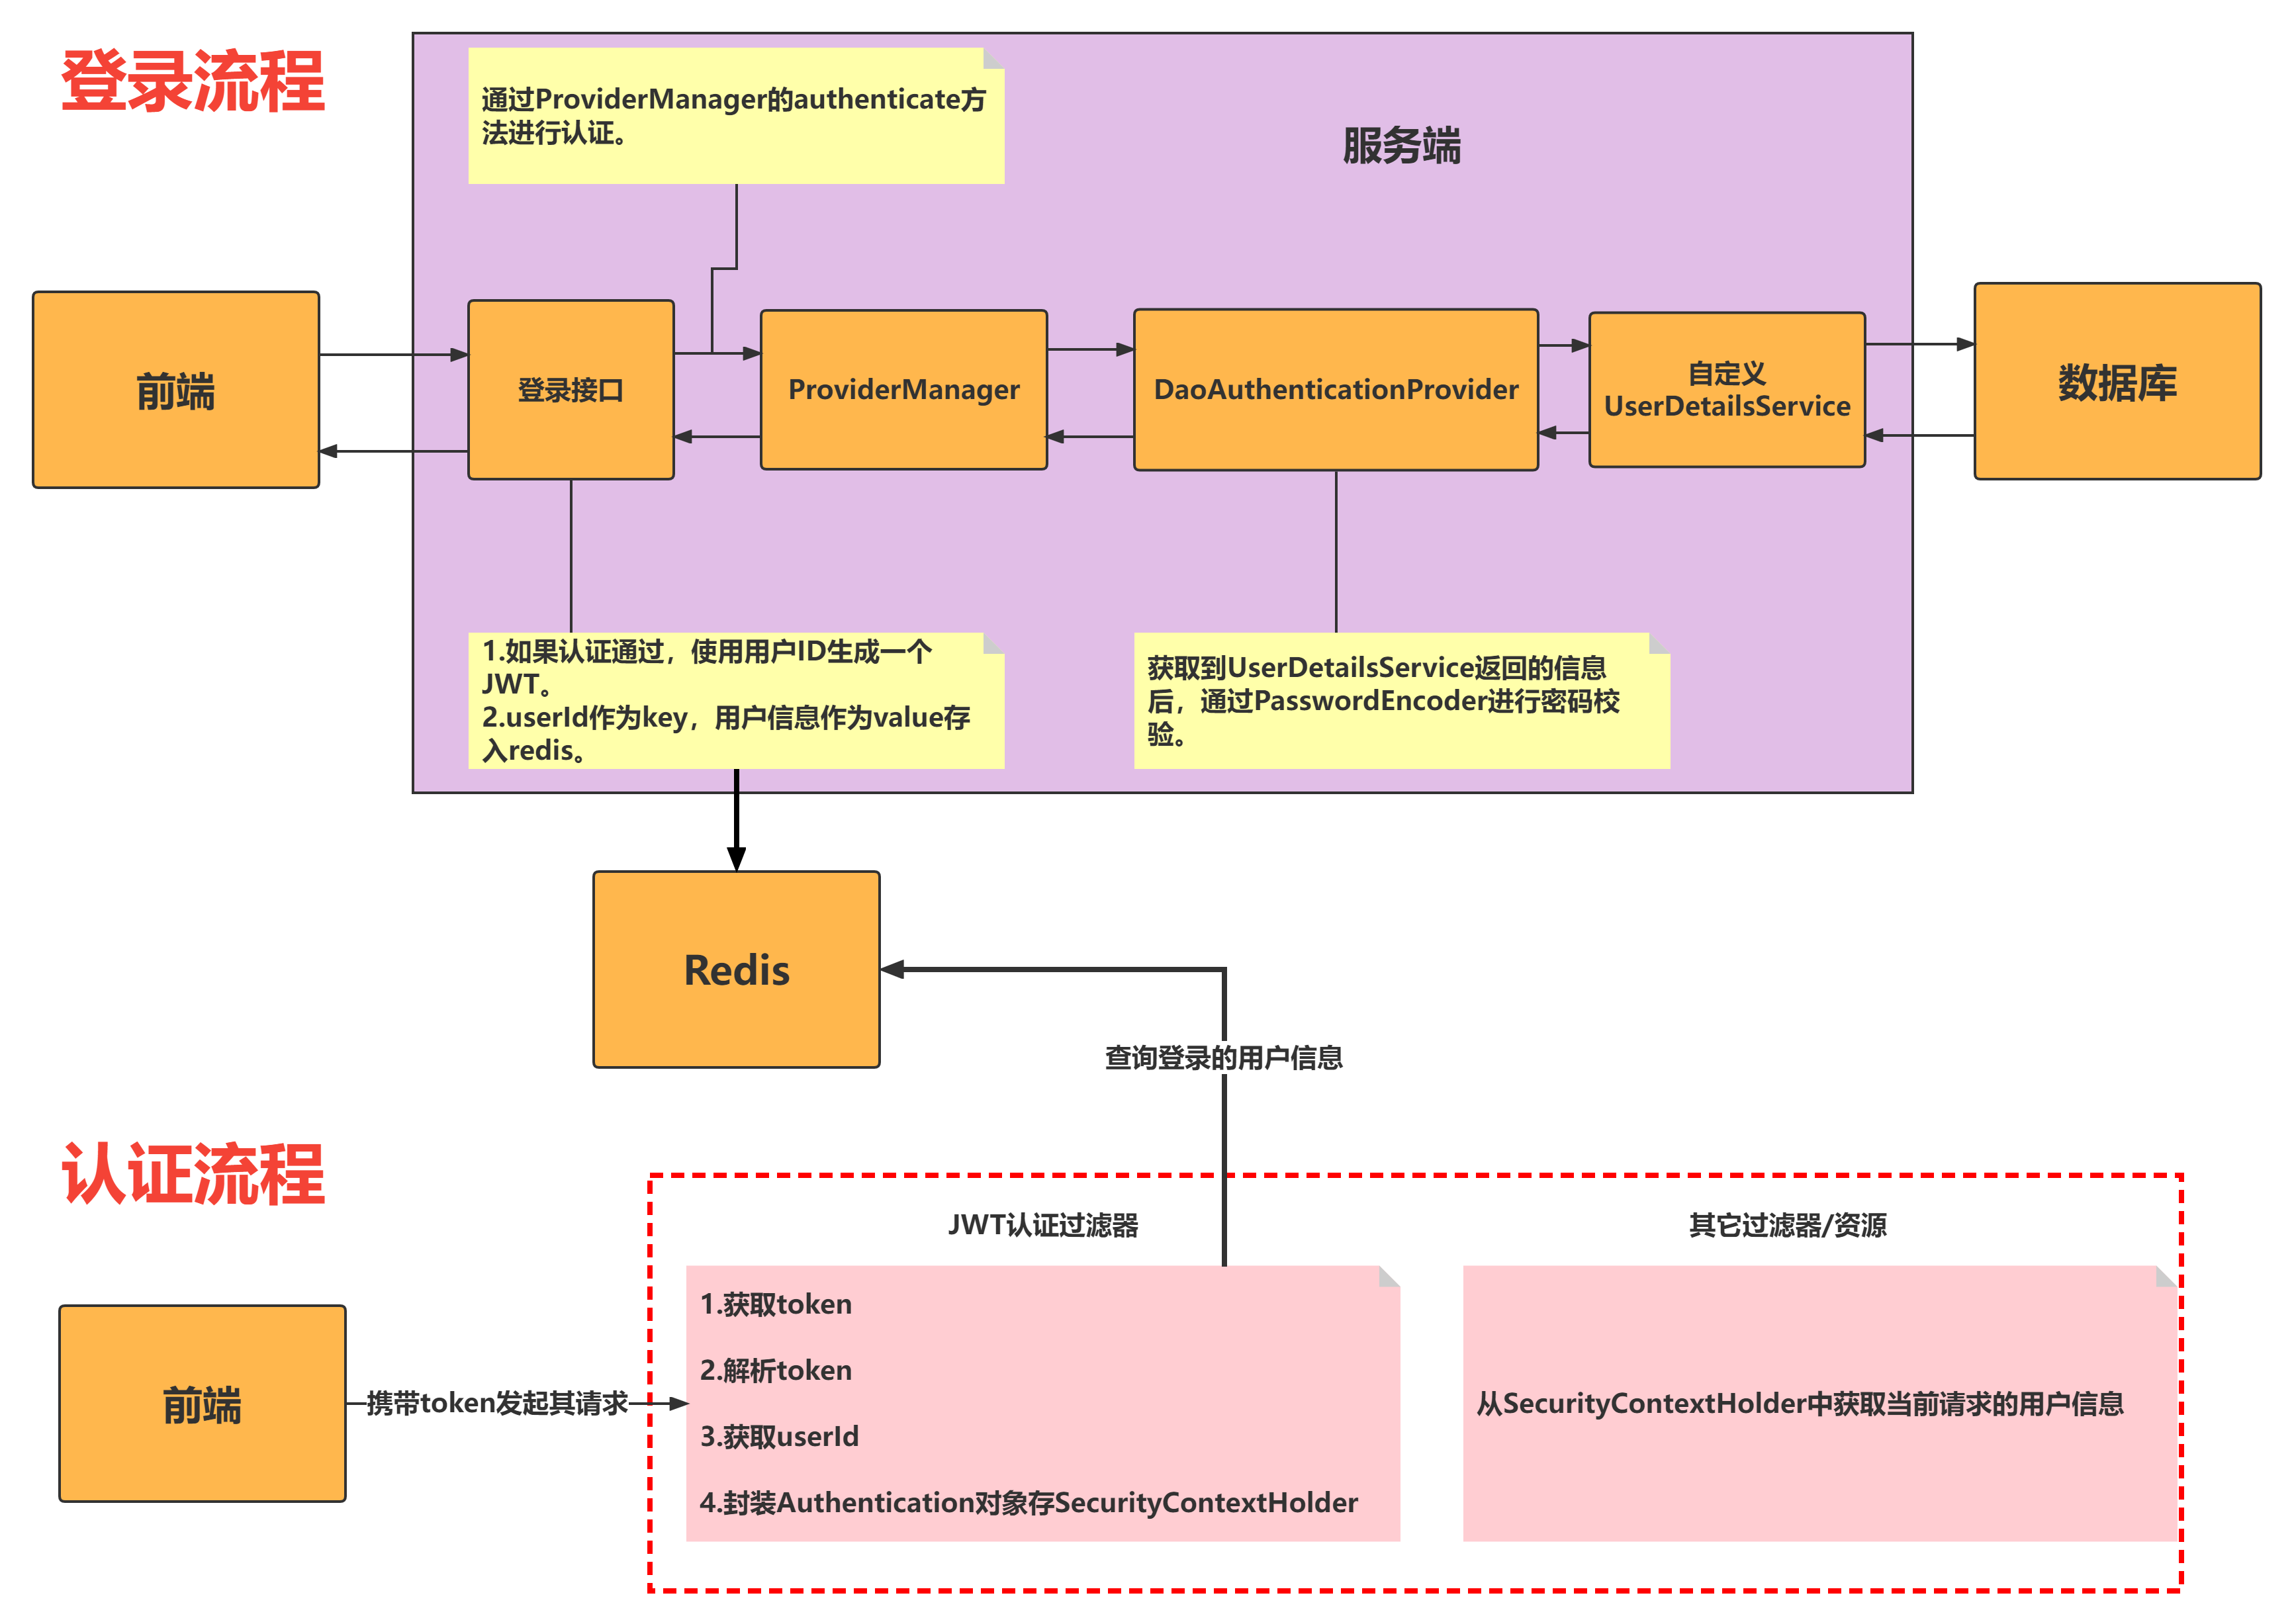 登录流程
通过ProviderManager的authenticate方
法进行认证。
服务端
前端
登录接口
ProviderManager
DaoAuthenticationProvider
自定义
UserDetailsService
数据库
1.如果认证通过，使用用户ID生成一个
JWT。
2.userId作为key，用户信息作为value存
入redis。
获取到UserDetailsService返回的信息
后，通过PasswordEncoder进行密码校
验。
Redis
查询登录的用户信息
认证流程
JWT认证过滤器
其它过滤器/资源
前端
携带token发起其请求
1.获取token
2.解析token
3.获取userId
4.封装Authentication对象存SecurityContextHolder
从SecurityContextHolder中获取当前请求的用户信息